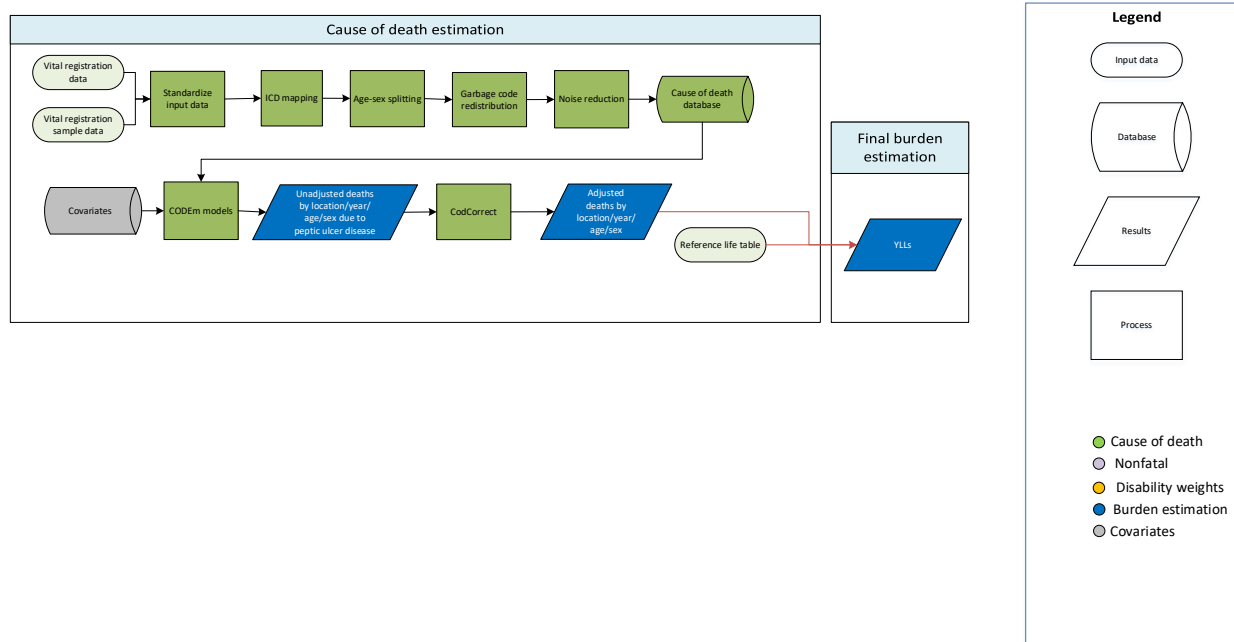 Cause of death estimation
Vital registration
data
Vital registration
sample data
Standardize
input data
ICD mapping
Age-sex splitting
Garbage code
redistribution
Noise reduction
Cause of death
database
Covariates
CODEm models
Unadjusted deaths
by location/year/
age/sex due to
peptic ulcer disease
CodCorrect
Adjusted
deaths by
location/year/
age/sex
Reference life table
Final burden
estimation
YLLs
Legend
Input data
Database
Results
Process
Cause of death
Nonfatal
Disability weights
Burden estimation
Covariates